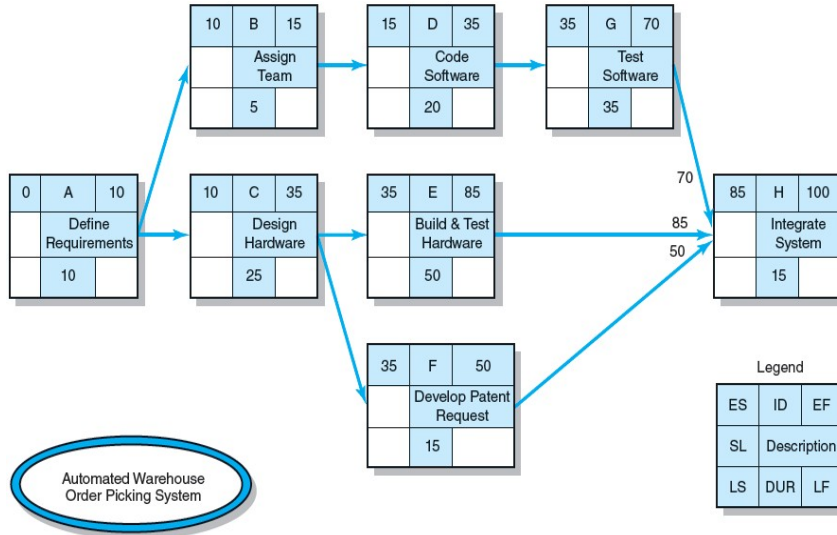 10 B 15
Assign
Team
5
15 D 35
Code
Software
20
35 G 70
Test
Software
35
0 A 10
Define
Requirements
10
10 C 35
Design
Hardware
25
35 E 85
Build & Test
Hardware
50
70
85
50
85 H 100
Integrate
System
15
35 F 50
Develop Patent
Request
15
Legend
ES ID EF
SL Description
LS DUR LF
Automated Warehouse
Order Picking System